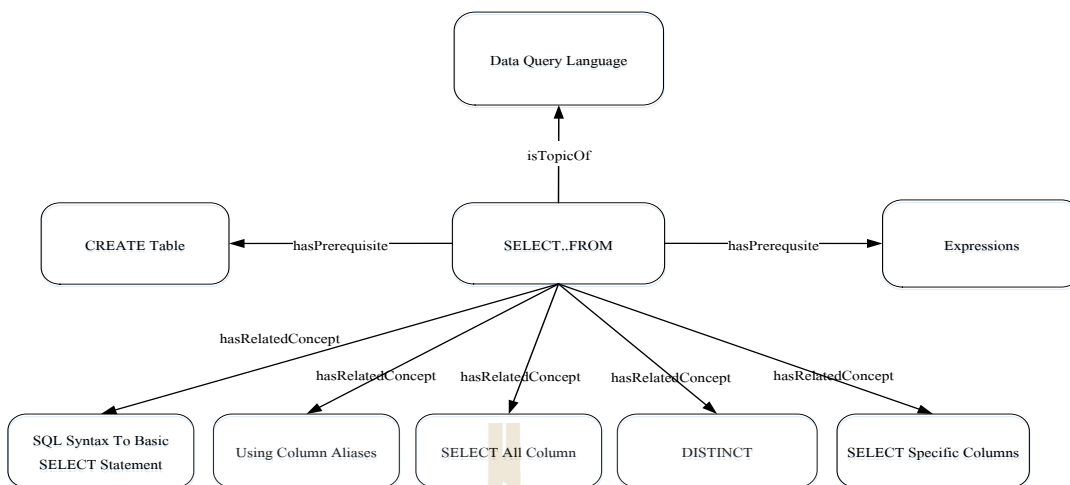 Data Query Language
isTopicOf
CREATE Table
hasPrerequisite
SELECT..FROM
hasPrerequsite
Expressions
hasRelatedConcept
hasRelatedConcept
hasRelatedConcept
hasRelatedConcept
hasRelatedConcept
SQL Syntax To Basic
SELECT Statement
Using Column Aliases
SELECT All Column
DISTINCT
SELECT Specific Columns